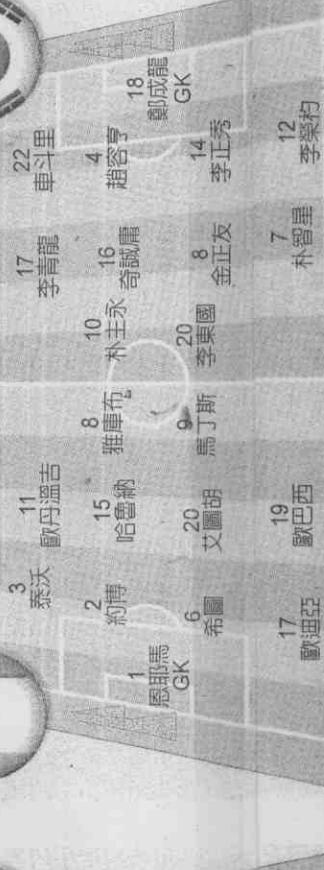 3
泰沃
11
歐丹溫吉
17
李青龍
22
車斗里
2
約博
15
哈魯納
8
雅庫布
10
朴主永
16
奇誠庸
4
趙容亨
1
恩耶馬
GK
18
鄭成龍
GK
6
希圖
20
艾圖胡
9
馬丁斯
20
李東國
8
金正友
14
李正秀
17
歐迪亞
19
歐巴西
7
朴智星
12
李榮杓